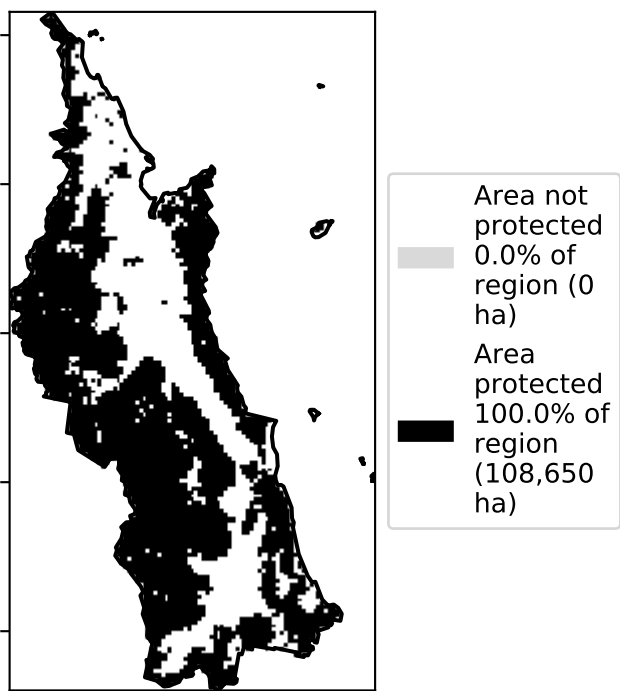 Area not
protected
0.0% of
region (0
ha)
Area
protected
100.0% of
region
(108,650
ha)